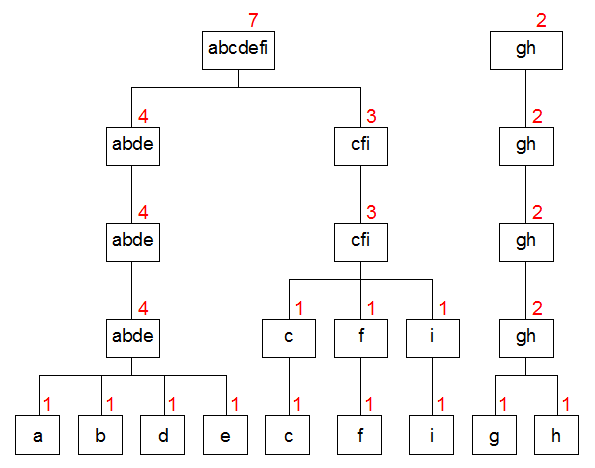 7 2
abcdefi gh
4 3 2
abde cfi gh
4 3 2
abde cfi gh
4 1 1 1 2
abde c f i gh
1 1 1 1 1 1 1 1 1
a b d e c f i g h